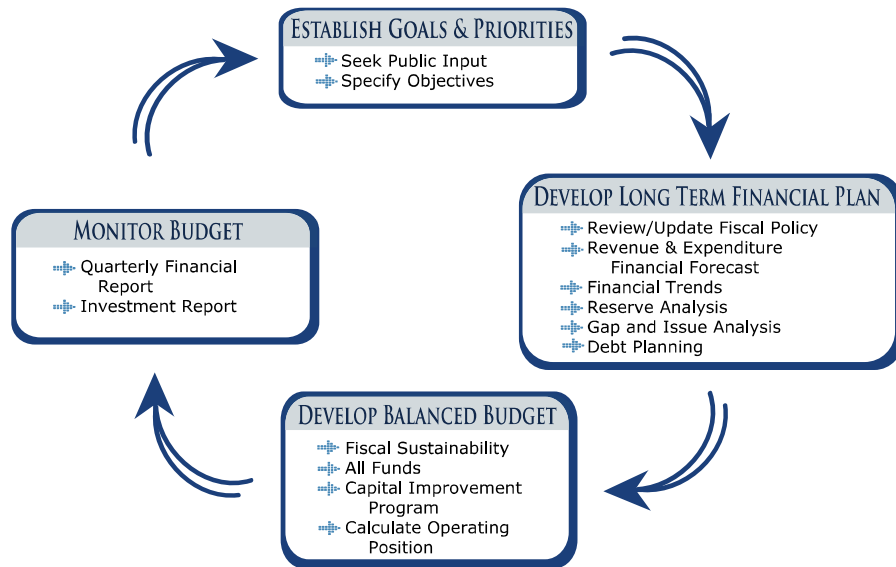 ESTABLISH GOALS & PRIORITIES
Seek Public Input
Specify Objectives
DEVELOP LONG TERM FINANCIAL PLAN
Review/Update Fiscal Policy
Revenue & Expenditure
Financial Forecast
Financial Trends
Reserve Analysis
Gap and Issue Analysis
Debt Planning
DEVELOP BALANCED BUDGET
Fiscal Sustainability
All Funds
Capital Improvement
Program
Calculate Operating
Position
MONITOR BUDGET
Quarterly Financial
Report
Investment Report